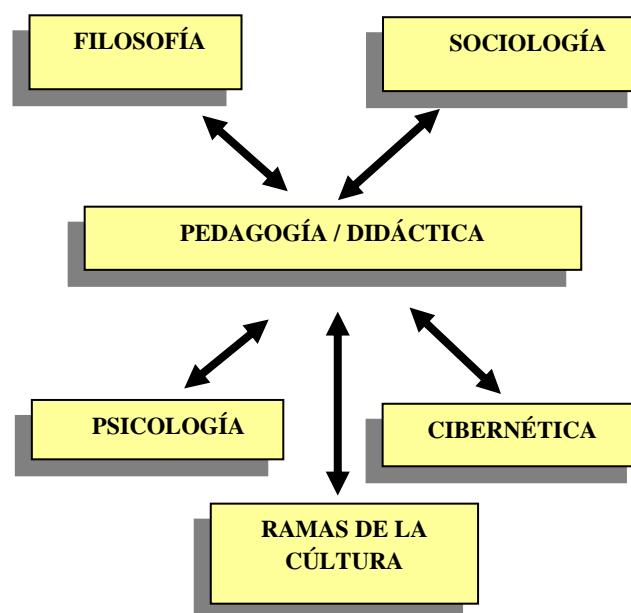 FILOSOFÍA
SOCIOLOGÍA
PEDAGOGÍA / DIDÁCTICA
PSICOLOGÍA
CIBERNÉTICA
RAMAS DE LA
CÚLTURA